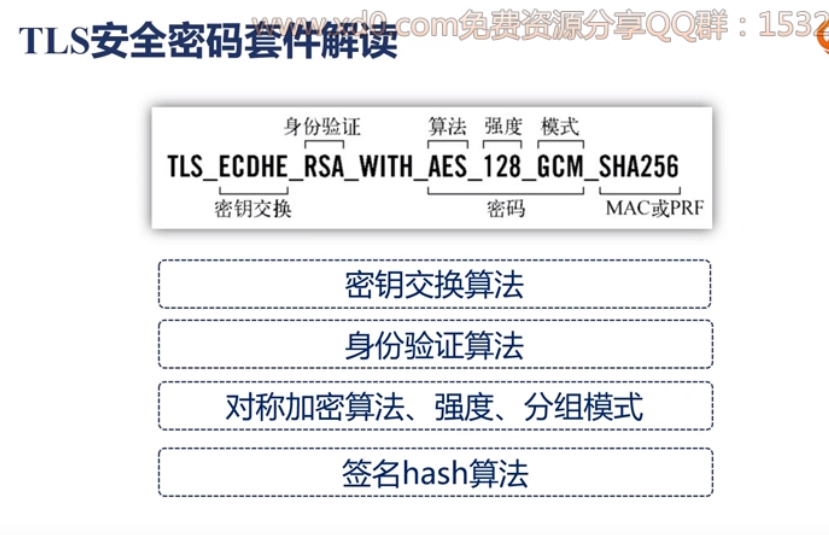 www.xd0.com免费资源分享QQ群：1532
TLS安全密码套件解读
身份验证 算法 强度 模式
TLS_ECDHE_RSA_WITH_AES_128_GCM_SHA256
密钥交换 密码 MAC或PRF
密钥交换算法
身份验证算法
对称加密算法、强度、分组模式
签名hash算法